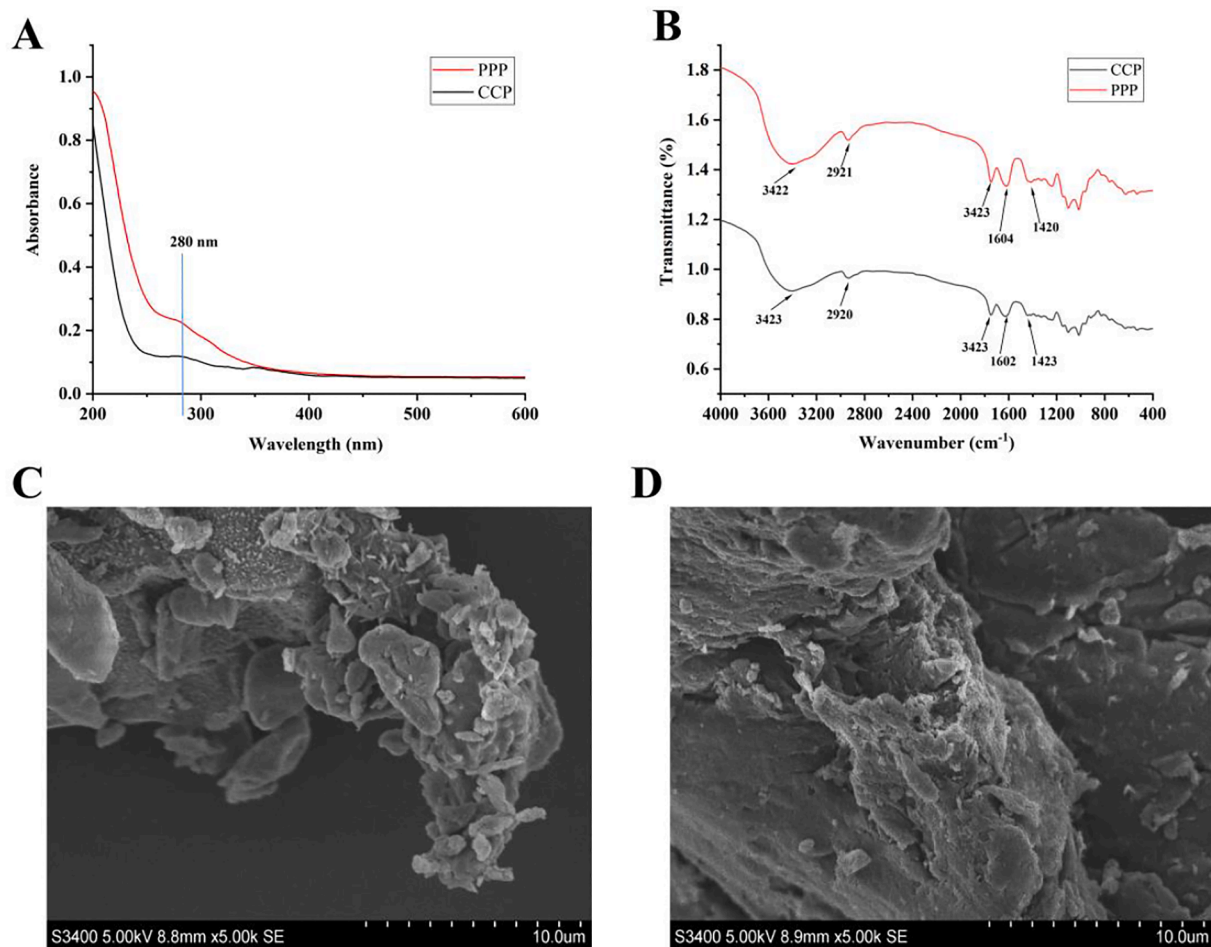 A
1.0
0.8
0.6
0.4
0.2
0.0
Absorbance
PPP
CCP
280 nm
200
300
400
500
600
Wavelength (nm)
B
1.8
1.6
1.4
1.2
1.0
0.8
0.6
Transmittance (%)
CCP
PPP
3422
2921
3423
1604
1420
3423
2920
3423
1602
1423
4000 3600 3200 2800 2400 2000 1600 1200 800 400
Wavenumber (cm-1)
C
S3400 5.00kV 8.8mm x5.00k SE
10.0um
D
S3400 5.00kV 8.9mm x5.00k SE
10.0um